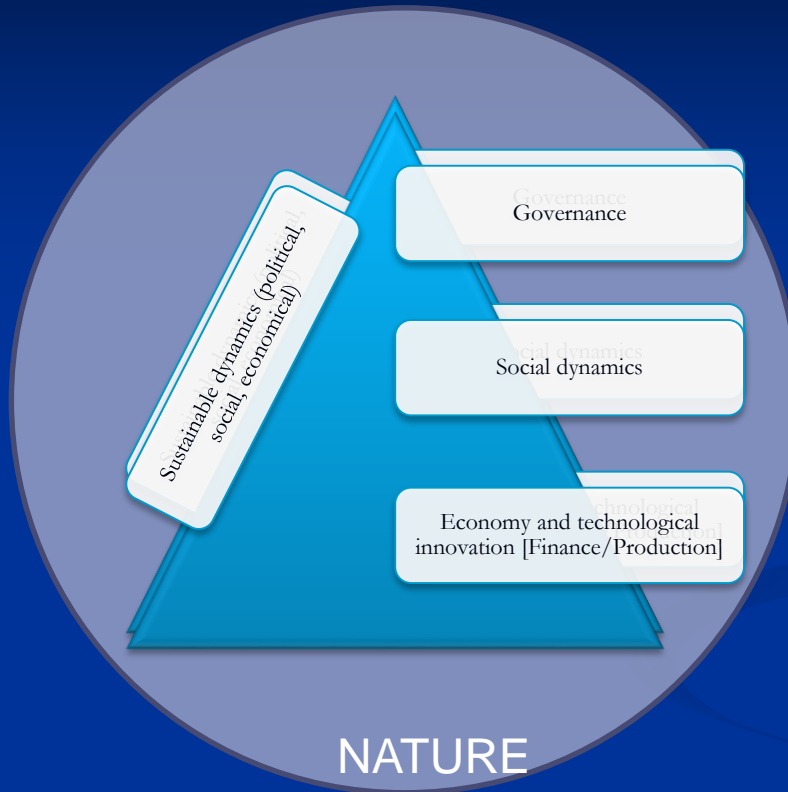 Sustainable dynamics (political,
social, economical)
Governance
Social dynamics
Economy and technological
innovation [Finance/Production]
NATURE